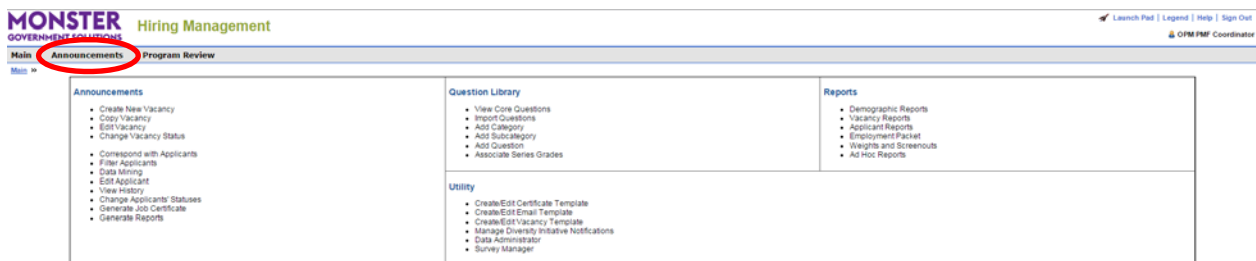 MONSTER
GOVERNMENT SOLUTIONS
Hiring Management
Launch Pad | Legend | Help | Sign Out
OPM PMF Coordinator
Main Announcements Program Review
Main »
Announcements
• Create New Vacancy
• Copy Vacancy
• Edit Vacancy
• Change Vacancy Status
• Correspond with Applicants
• Filter Applicants
• Data Mining
• Edit Applicant
• View History
• Change Applicants' Statuses
• Generate Job Certificate
• Generate Reports
Question Library
• View Core Questions
• Import Questions
• Add Category
• Add Subcategory
• Add Question
• Associate Series Grades
Reports
• Demographic Reports
• Vacancy Reports
• Applicant Reports
• Employment Packet
• Weights and Screenouts
• Ad Hoc Reports
Utility
• Create/Edit Certificate Template
• Create/Edit Email Template
• Create/Edit Vacancy Template
• Manage Diversity Initiative Notifications
• Data Administrator
• Survey Manager